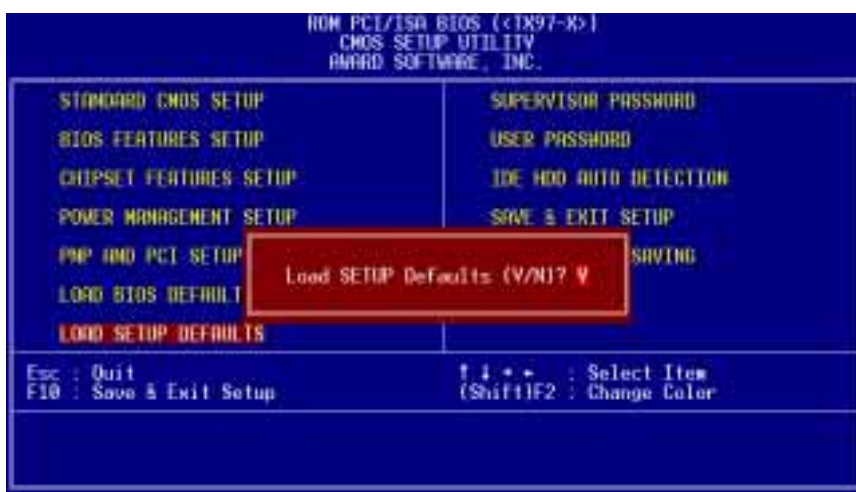 ROM PCI/ISA BIOS (<TX97-X>)
CMOS SETUP UTILITY
AWARD SOFTWARE, INC.
STANDARD CMOS SETUP
BIOS FEATURES SETUP
CHIPSET FEATURES SETUP
POWER MANAGEMENT SETUP
PNP AND PCI SETUP
LOAD BIOS DEFAULT
LOAD SETUP DEFAULTS
SUPERVISOR PASSWORD
USER PASSWORD
IDE HDD AUTO DETECTION
SAVE & EXIT SETUP
SAVING
Load SETUP Defaults (Y/N)? Y
Esc : Quit
F10 : Save & Exit Setup
↑ ↓ → ← : Select Item
(Shift)F2 : Change Color